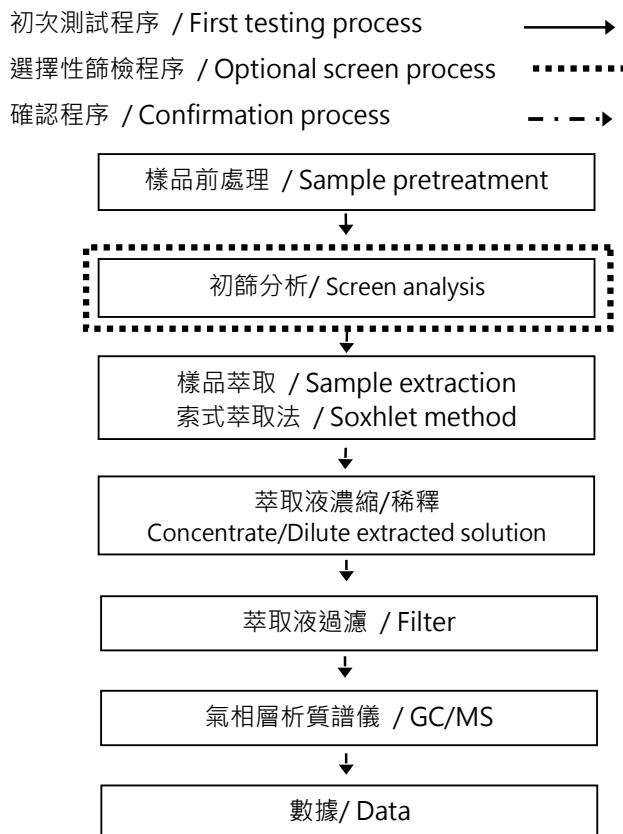 初次測試程序 / First testing process
選擇性篩檢程序 / Optional screen process
確認程序 / Confirmation process
樣品前處理 / Sample pretreatment
初篩分析/ Screen analysis
樣品萃取 / Sample extraction
索式萃取法 / Soxhlet method
萃取液濃縮/稀釋
Concentrate/Dilute extracted solution
萃取液過濾 / Filter
氣相層析質譜儀 / GC/MS
數據/ Data